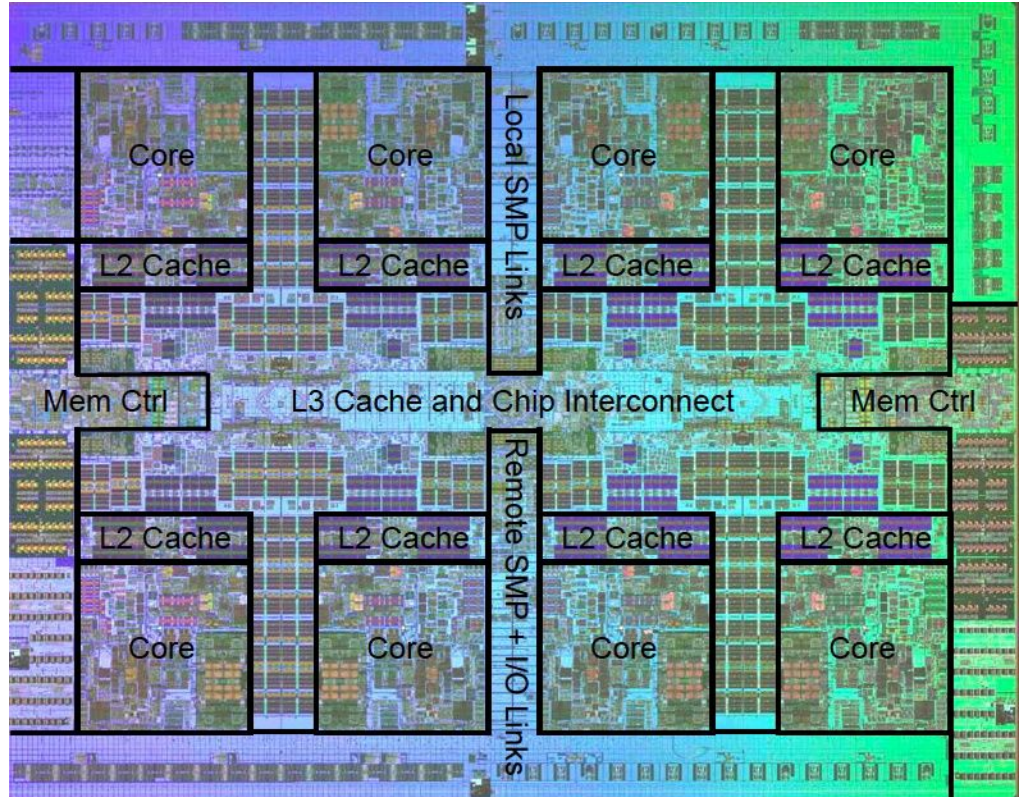 Core
Core
Local SMP Links
Core
Core
L2 Cache
L2 Cache
L2 Cache
L2 Cache
Mem Ctrl
L3 Cache and Chip Interconnect
Mem Ctrl
L2 Cache
L2 Cache
Remote SMP + I/O Links
L2 Cache
L2 Cache
Core
Core
Core
Core